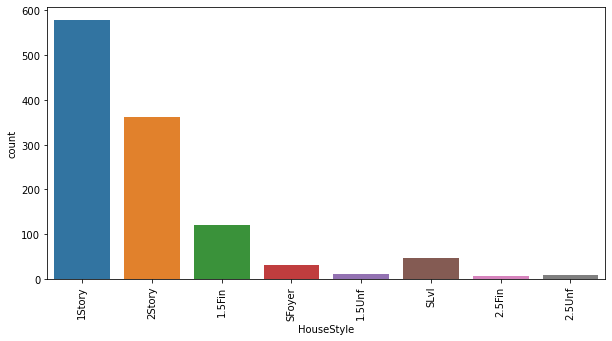 600
500
400
300
200
100
0
count
1Story
2Story
1.5Fin
SFoyer
1.5Unf
SLvl
2.5Fin
2.5Unf
HouseStyle